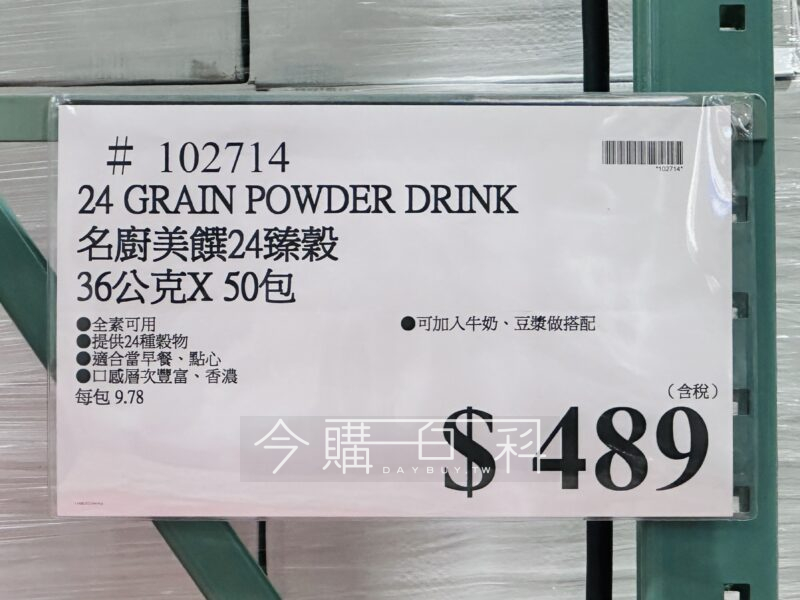 # 102714
*102714*
24 GRAIN POWDER DRINK
名廚美饌24臻穀
36公克X 50包
●全素可用
●提供24種穀物
●適合當早餐、點心
●口感層次豐富、香濃
每包 9.78
●可加入牛奶、豆漿做搭配
（含稅）
$ 489
今購百科
DAYBUY.TW